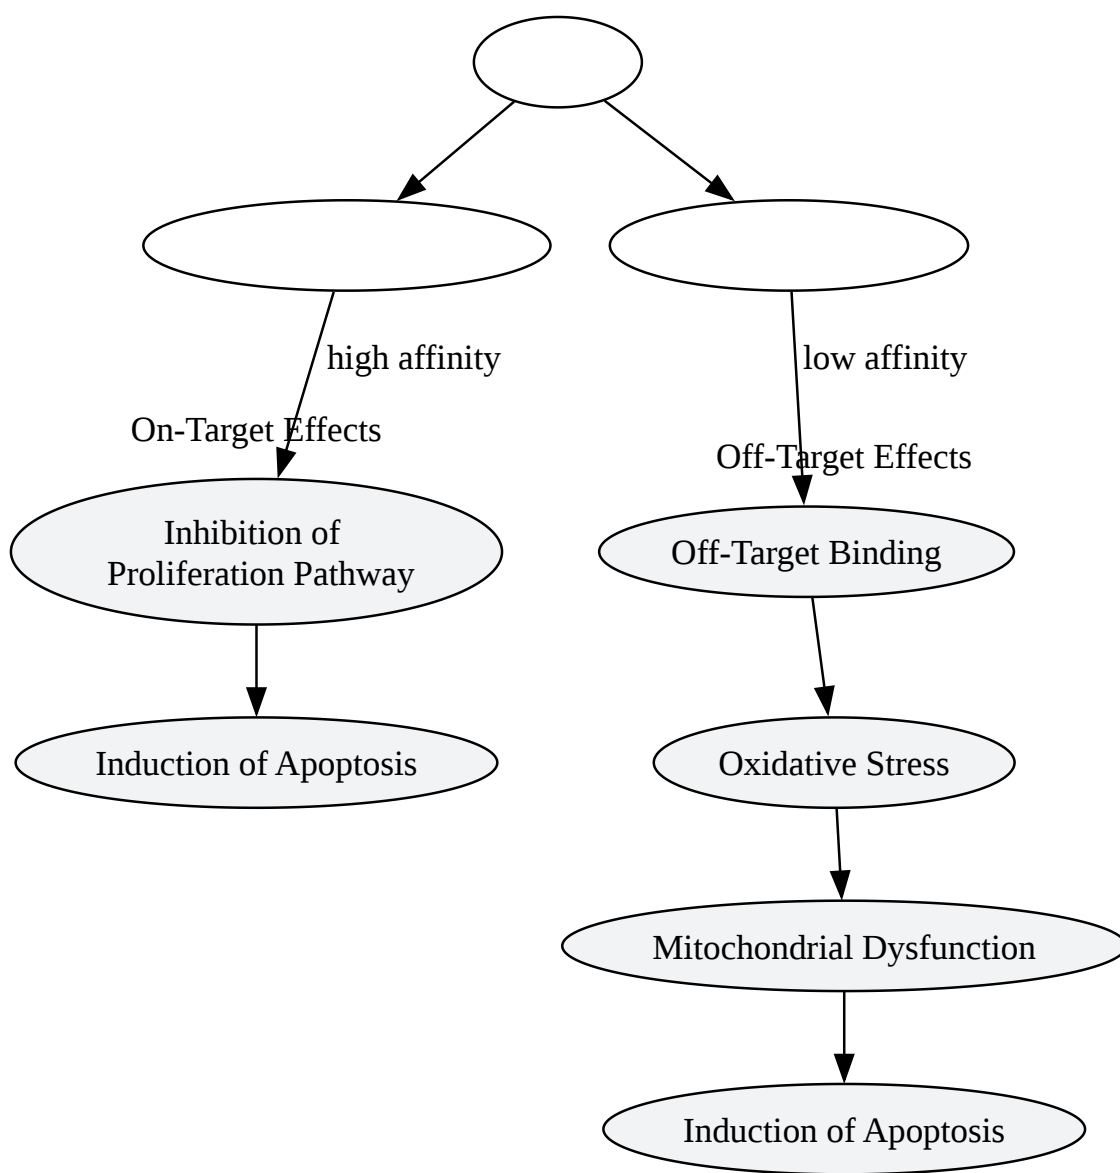 high affinity
low affinity
On-Target Effects
Off-Target Effects
Inhibition of
Proliferation Pathway
Off-Target Binding
Induction of Apoptosis
Oxidative Stress
Mitochondrial Dysfunction
Induction of Apoptosis